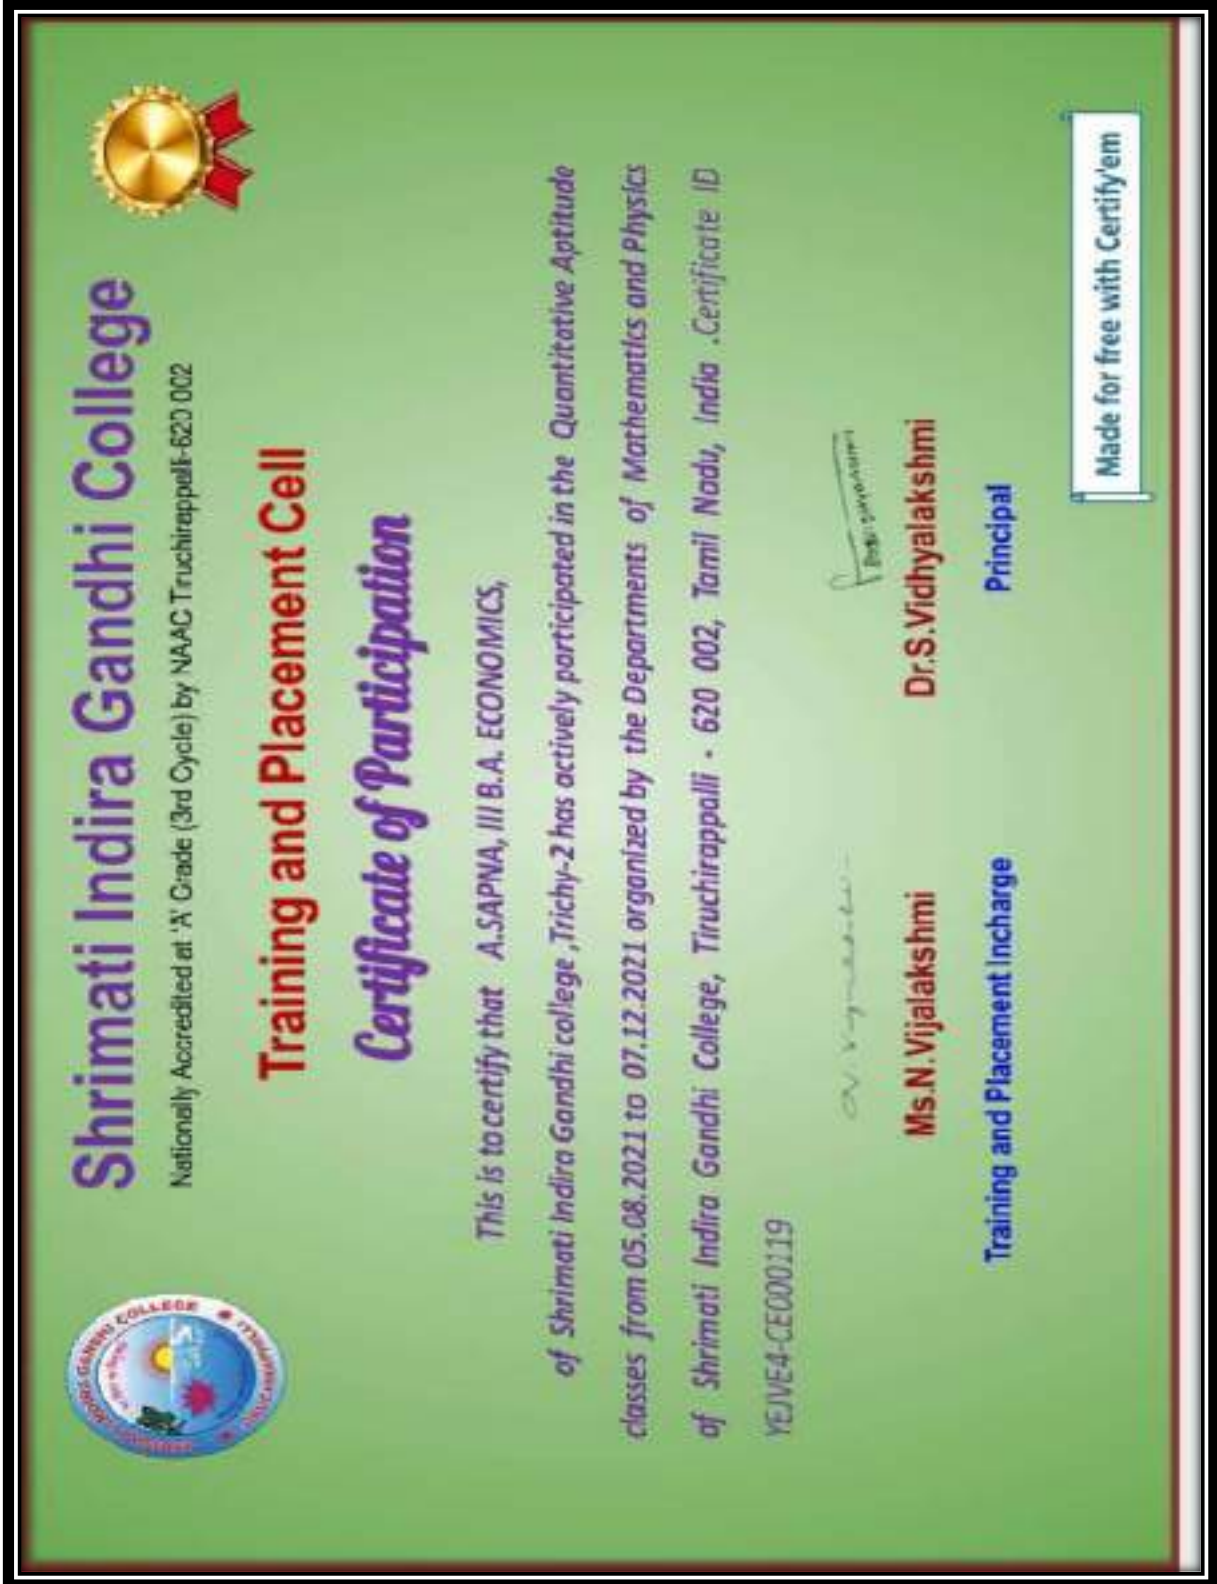 Shrimati Indira Gandhi College
Nationally Accredited at 'A' Grade (3rd Cycle) by NAAC Tiruchirappalli-620 002
Training and Placement Cell
Certificate of Participation
This is to certify that A.SAPNA, III B.A. ECONOMICS,
of Shrimati Indira Gandhi college ,Trichy-2 has actively participated in the Quantitative Aptitude
classes from 05.08.2021 to 07.12.2021 organized by the Departments of Mathematics and Physics
of Shrimati Indira Gandhi College, Tiruchirappalli - 620 002, Tamil Nadu, India .Certificate ID
YEJVE4-CE000119
Ms.N.Vijalakshmi
Dr.S.Vidhyalakshmi
Training and Placement Incharge
Principal
Made for free with Certify'em
GANDHI COLLEGE